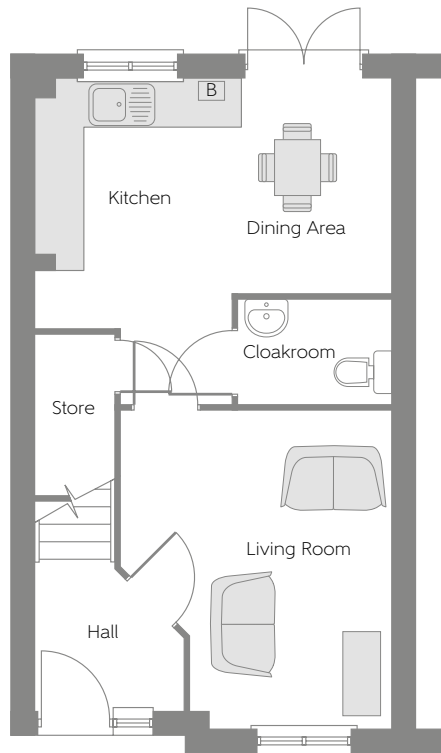 B
Kitchen
Dining Area
Cloakroom
Store
Living Room
Hall